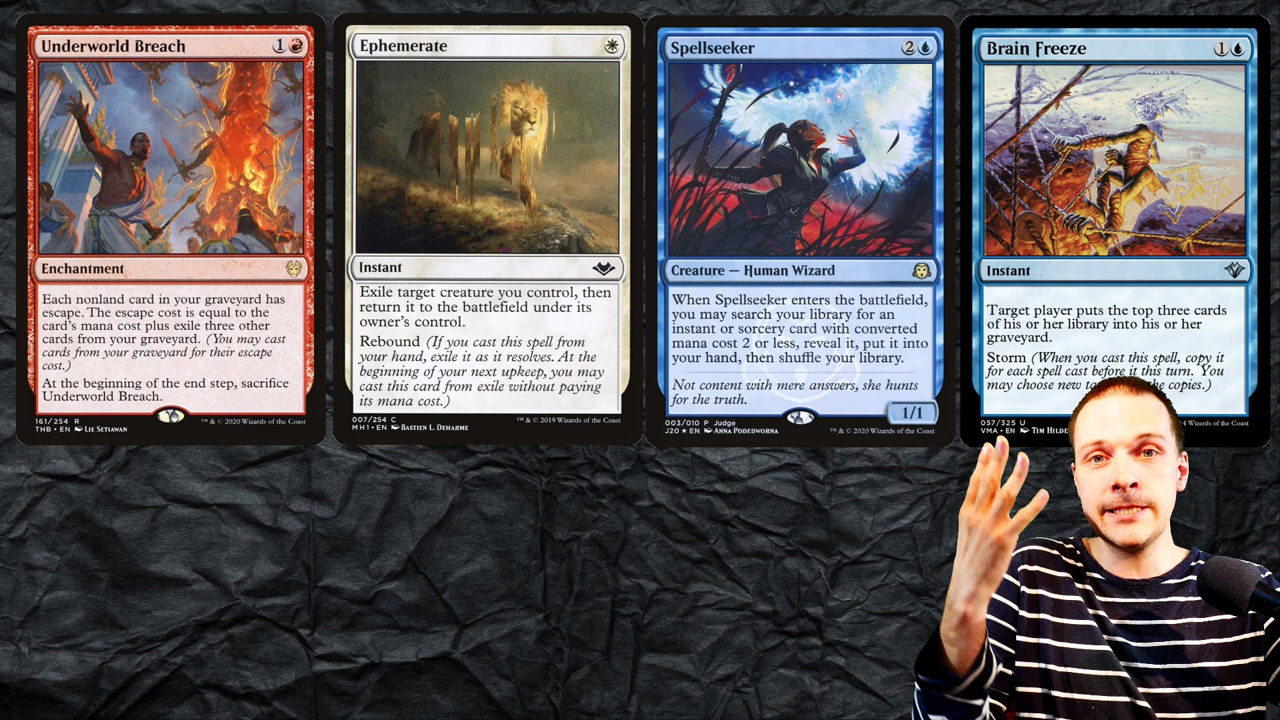 Underworld Breach
1
Enchantment
Each nonland card in your graveyard has
escape. The escape cost is equal to the
card's mana cost plus exile three other
cards from your graveyard. (You may cast
cards from your graveyard for their escape
cost.)
At the beginning of the end step, sacrifice
Underworld Breach.
161/254 R
THB • EN Lie Setiawan
™ & © 2020 Wizards of the Coast
Ephemerate
Instant
Exile target creature you control, then
return it to the battlefield under its
owner's control.
Rebound (If you cast this spell from
your hand, exile it as it resolves. At the
beginning of your next upkeep, you may
cast this card from exile without paying
its mana cost.)
007/254 C
MH1 • EN Bastien L. Deharme
™ & © 2019 Wizards of the Coast
Spellseeker
2
Creature — Human Wizard
When Spellseeker enters the battlefield,
you may search your library for an
instant or sorcery card with converted
mana cost 2 or less, reveal it, put it into
your hand, then shuffle your library.
Not content with mere answers, she hunts
for the truth.
1/1
003/010 P Judge
J20 ★ EN Anna Podedworna
™ & © 2020 Wizards of the Coast
Brain Freeze
1
Instant
Target player puts the top three cards
of his or her library into his or her
graveyard.
Storm (When you cast this spell, copy it
for each spell cast before it this turn. You
may choose new the copies.)
057/325 U
VMA • EN Tim
Wizards of the Coast